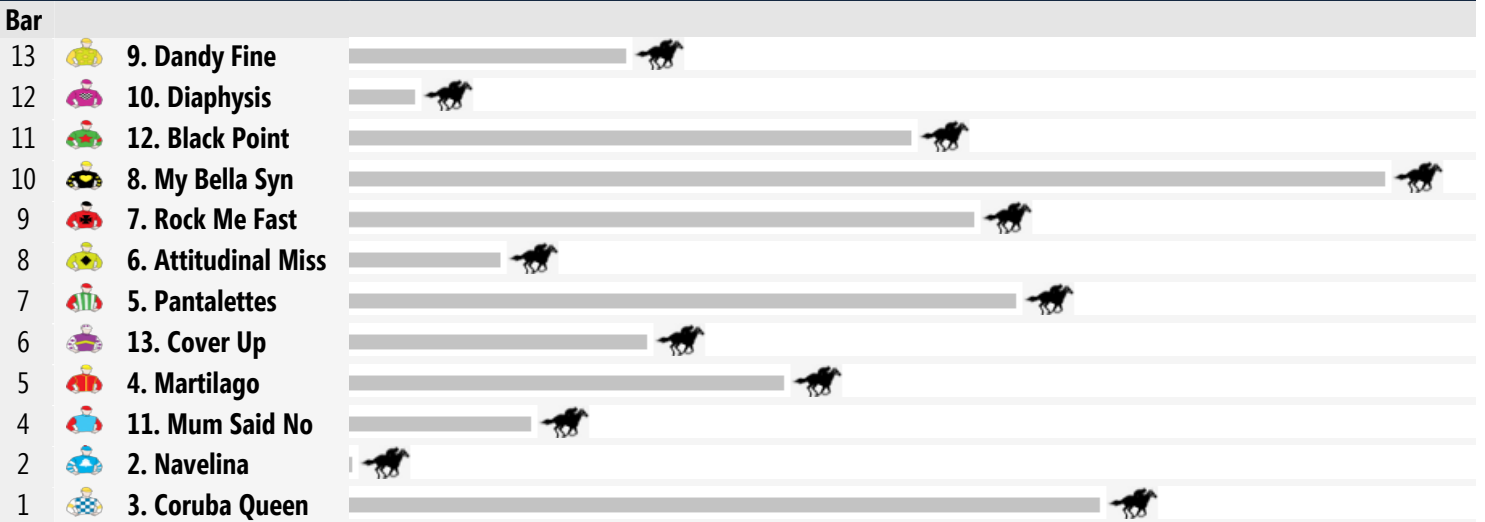 Bar
13 9. Dandy Fine
12 10. Diaphysis
11 12. Black Point
10 8. My Bella Syn
9 7. Rock Me Fast
8 6. Attitudinal Miss
7 5. Pantalettes
6 13. Cover Up
5 4. Martilago
4 11. Mum Said No
2 2. Navelina
1 3. Coruba Queen